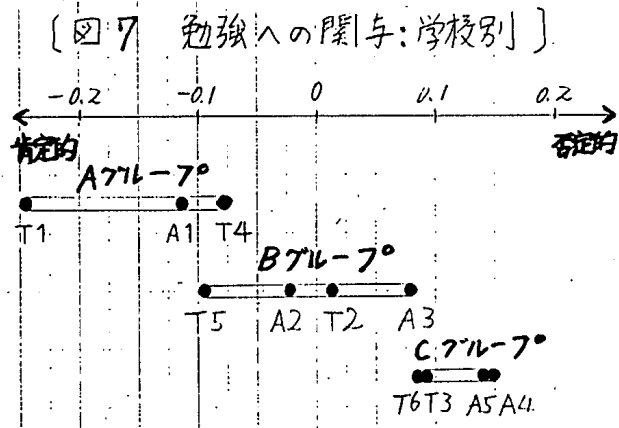 〔図7 勉強への関与:学校別〕
-0.2 -0.1 0 0.1 0.2
肯定的 否定的
Aグループ
T1 A1 T4
Bグループ
T5 A2 T2 A3
Cグループ
T6 T3 A5 A4